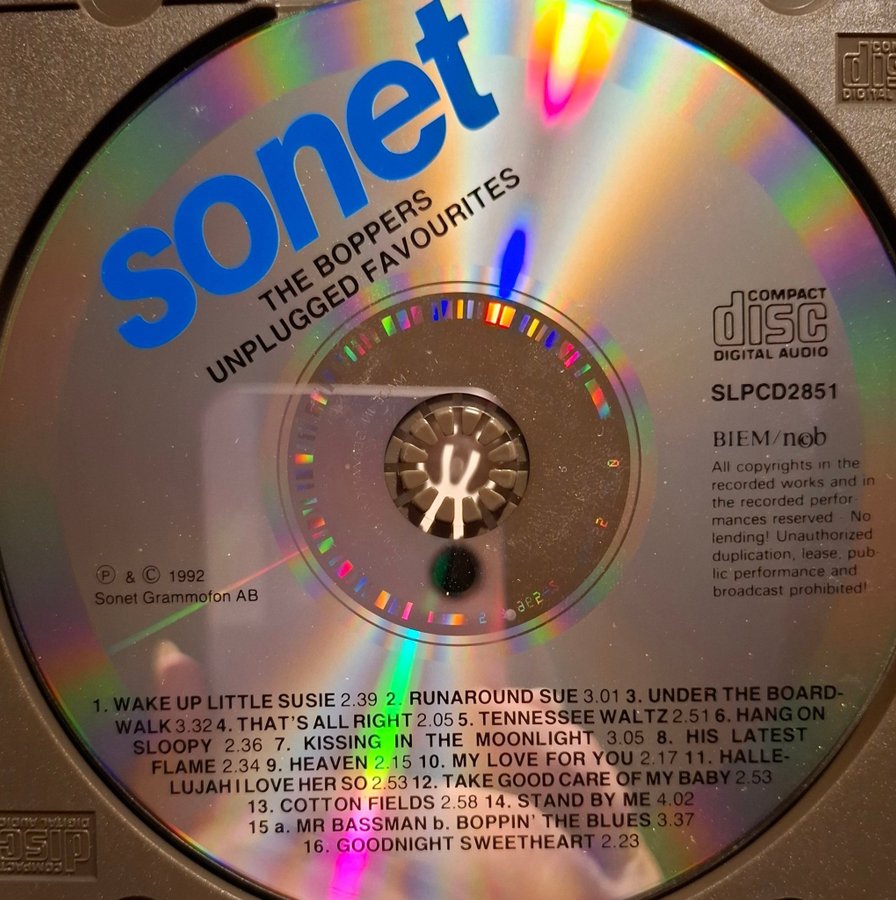 sonet
THE BOPPERS
UNPLUGGED FAVOURITES
COMPACT
disc
DIGITAL AUDIO
SLPCD2851
BIEM/n©b
All copyrights in the
recorded works and in
the recorded perfor-
mances reserved No
lending! Unauthorized
duplication, lease, pub-
lic performance and
broadcast prohibited!
Ⓟ & © 1992
Sonet Grammofon AB
1. WAKE UP LITTLE SUSIE 2.39 2. RUNAROUND SUE 3.01 3. UNDER THE BOARD-
WALK 3.32 4. THAT'S ALL RIGHT 2.05 5. TENNESSEE WALTZ 2.51 6. HANG ON
SLOOPY 2.36 7. KISSING IN THE MOONLIGHT 3.05 8. HIS LATEST
FLAME 2.34 9. HEAVEN 2.15 10. MY LOVE FOR YOU 2.17 11. HALLE-
LUJAH I LOVE HER SO 2.53 12. TAKE GOOD CARE OF MY BABY 2.53
13. COTTON FIELDS 2.58 14. STAND BY ME 4.02
15 a. MR BASSMAN b. BOPPIN' THE BLUES 3.37
16. GOODNIGHT SWEETHEART 2.23